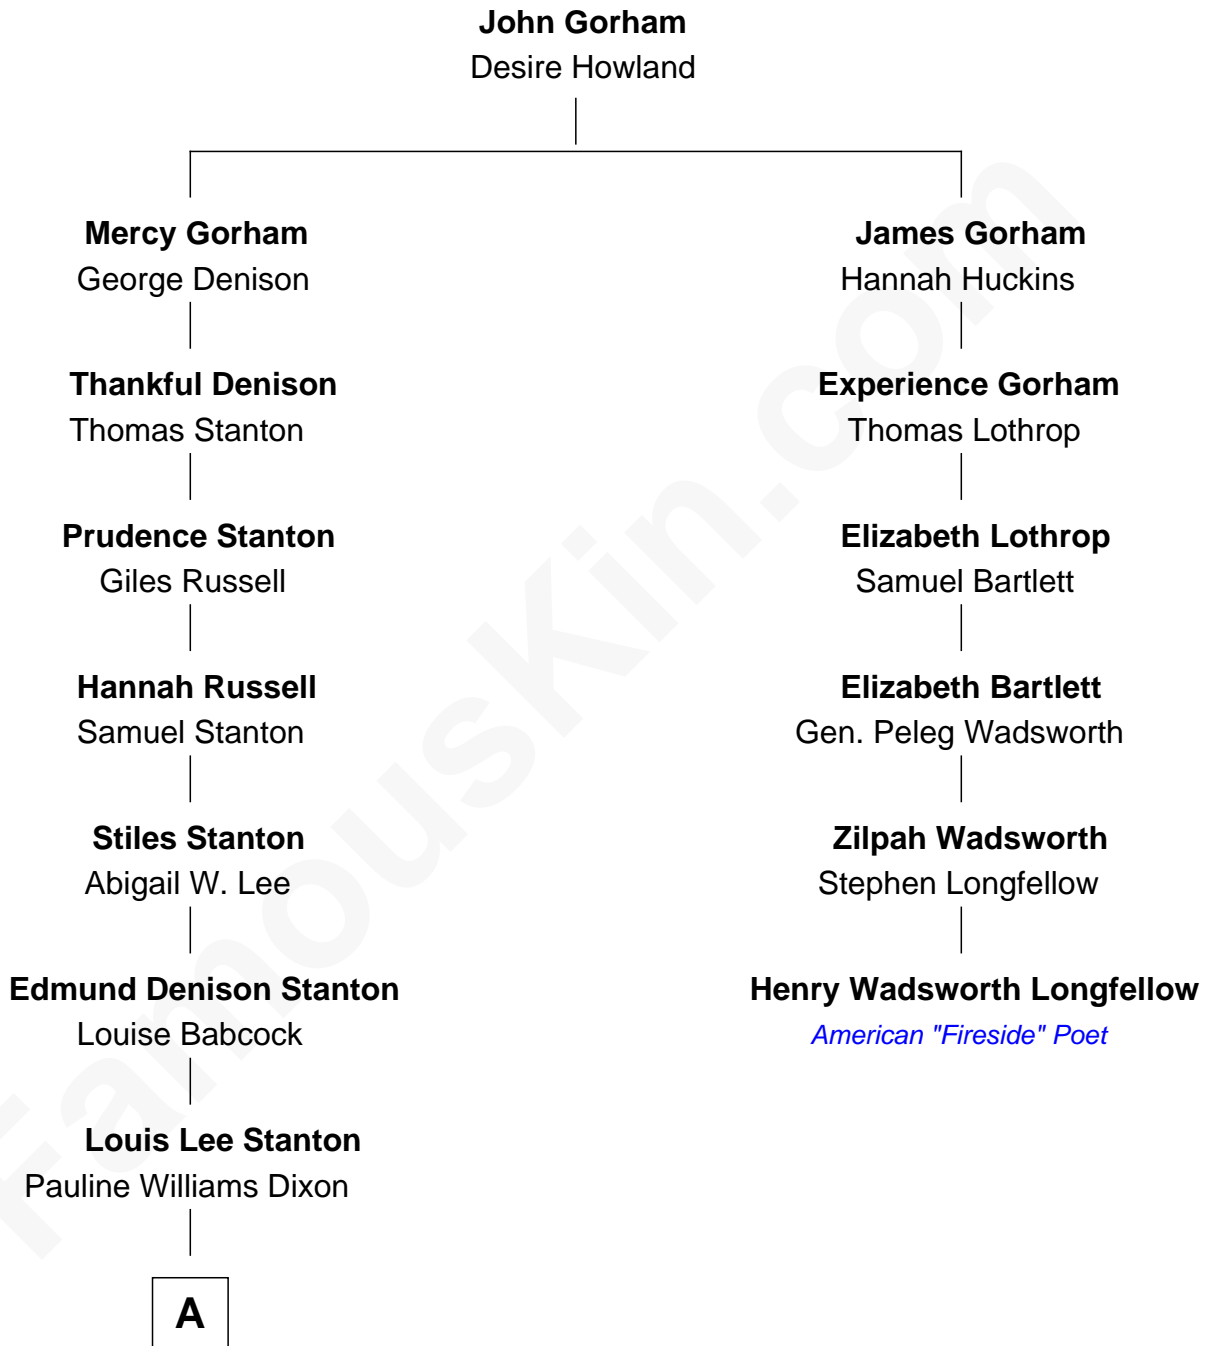 John Gorham
Desire Howland
Mercy Gorham
George Denison
James Gorham
Hannah Huckins
Thankful Denison
Thomas Stanton
Experience Gorham
Thomas Lothrop
Prudence Stanton
Giles Russell
Elizabeth Lothrop
Samuel Bartlett
Hannah Russell
Samuel Stanton
Elizabeth Bartlett
Gen. Peleg Wadsworth
Stiles Stanton
Abigail W. Lee
Zilpah Wadsworth
Stephen Longfellow
Edmund Denison Stanton
Louise Babcock
Henry Wadsworth Longfellow
American "Fireside" Poet
Louis Lee Stanton
Pauline Williams Dixon
A
FamousKin.com